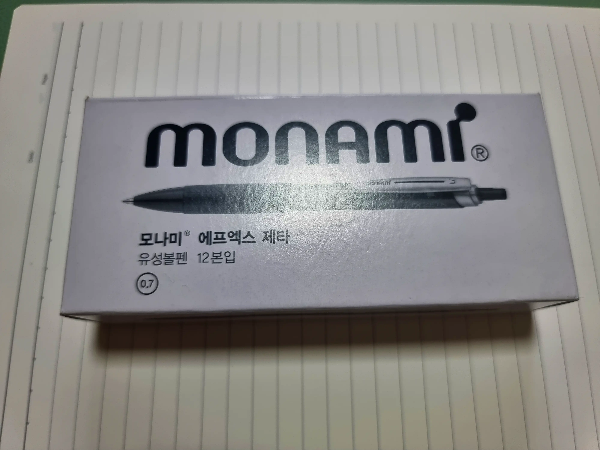 monami®
모나미® 에프엑스 제타
유성볼펜 12본입
0.7